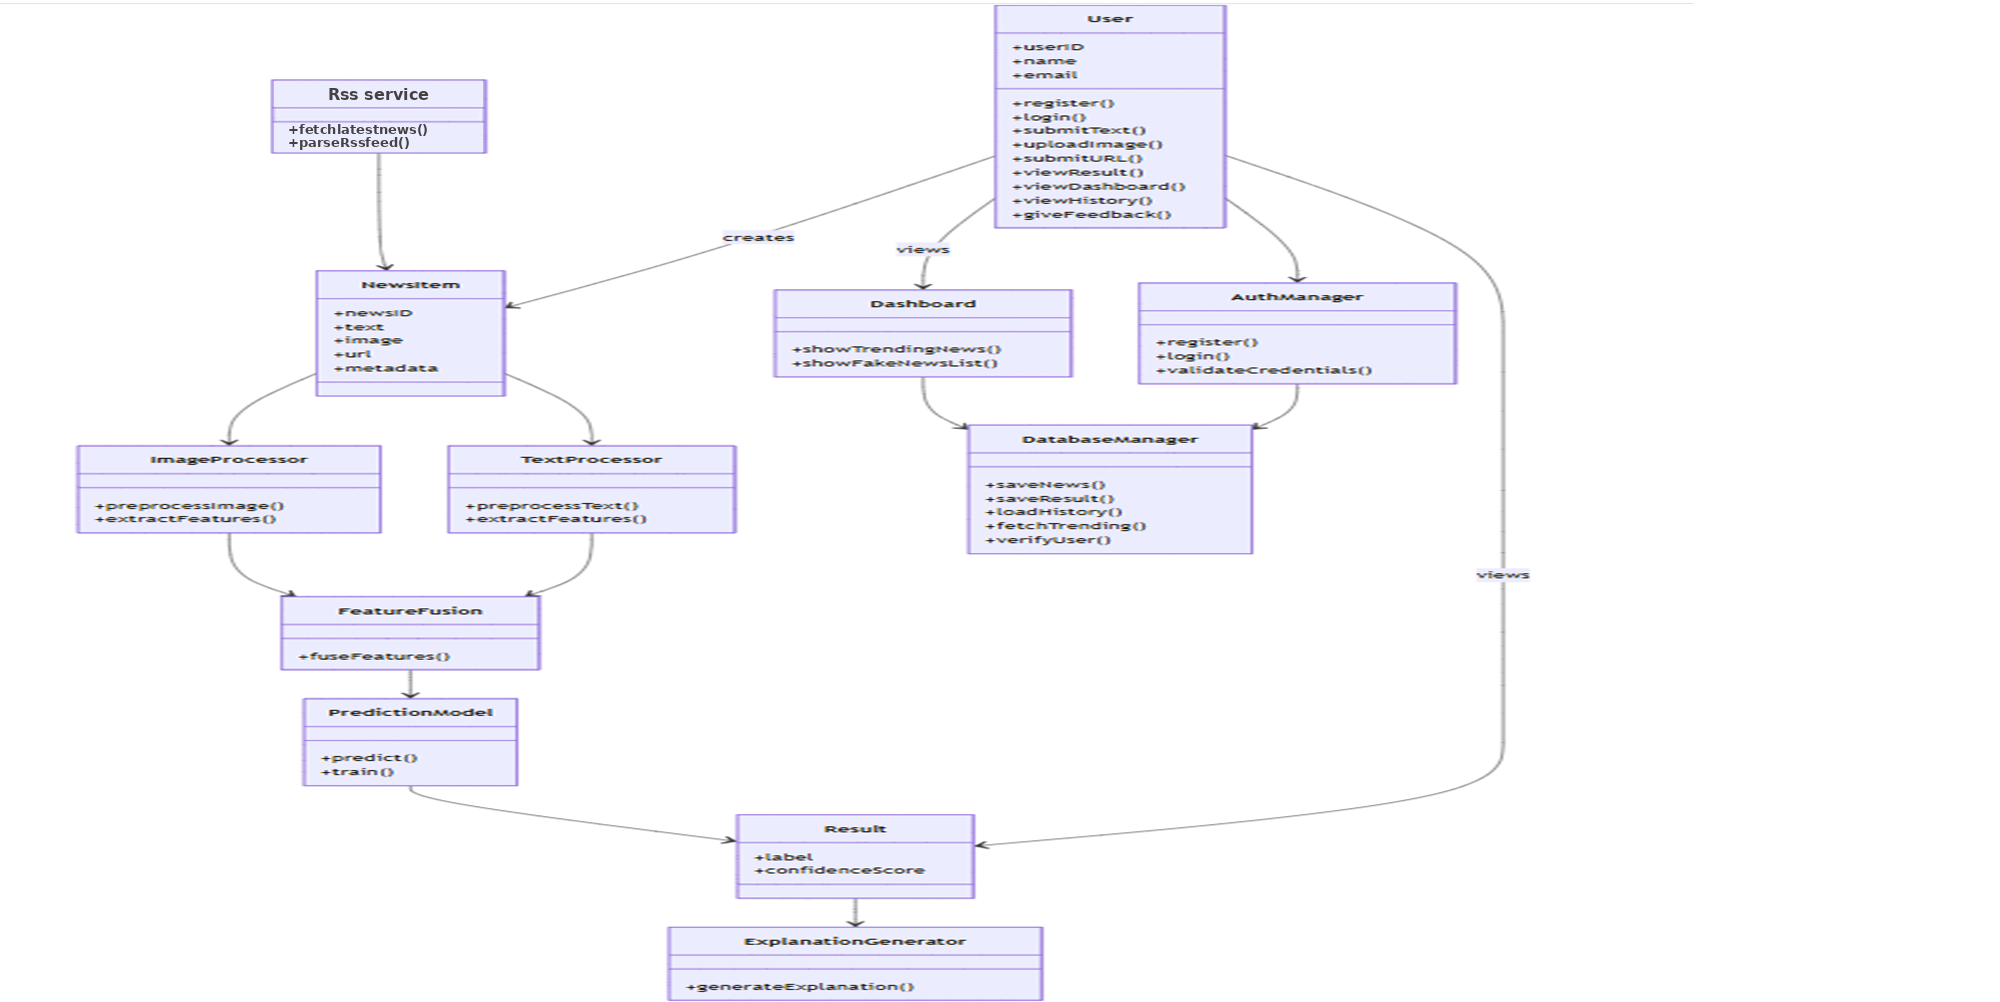 User
+userID
+name
+email
+register()
+login()
+submitText()
+uploadImage()
+submitURL()
+viewResult()
+viewDashboard()
+viewHistory()
+giveFeedback()
Rss service
+fetchlatestnews()
+parseRssfeed()
creates
views
NewsItem
+newsID
+text
+image
+url
+metadata
Dashboard
+showTrendingNews()
+showFakeNewsList()
AuthManager
+register()
+login()
+validateCredentials()
DatabaseManager
+saveNews()
+saveResult()
+loadHistory()
+fetchTrending()
+verifyUser()
ImageProcessor
+preprocessImage()
+extractFeatures()
TextProcessor
+preprocessText()
+extractFeatures()
views
FeatureFusion
+fuseFeatures()
PredictionModel
+predict()
+train()
Result
+label
+confidenceScore
ExplanationGenerator
+generateExplanation()